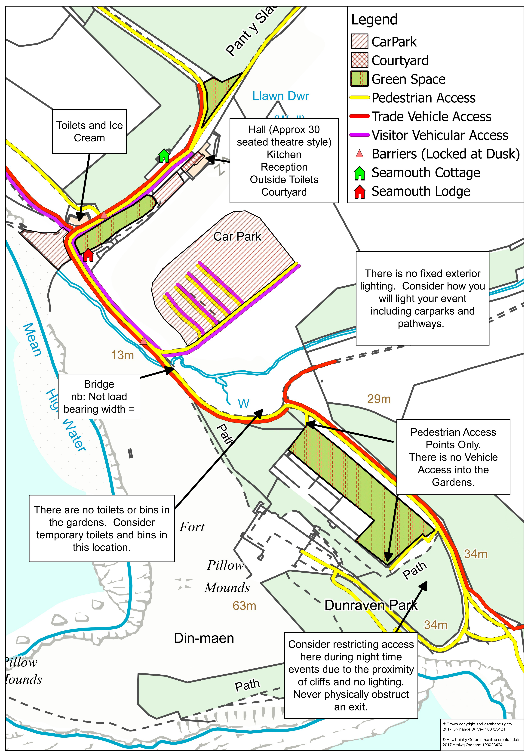 Pant y Slad
Legend
CarPark
Courtyard
Green Space
Pedestrian Access
Trade Vehicle Access
Visitor Vehicular Access
Barriers (Locked at Dusk)
Seamouth Cottage
Seamouth Lodge
Llawn Dwr
Toilets and Ice
Cream
Hall (Approx 30
seated theatre style)
Kitchen
Reception
Outside Toilets
Courtyard
Car Park
There is no fixed exterior
lighting. Consider how you
will light your event
including carparks and
pathways.
Mean
High Water
13m
Bridge
nb: Not load
bearing width =
W
29m
Path
Pedestrian Access
Points Only.
There is no Vehicle
Access into the
Gardens.
There are no toilets or bins in
the gardens. Consider
temporary toilets and bins in
this location.
Fort
Pillow
Mounds
63m
34m
Path
Dunraven Park
34m
Din-maen
Consider restricting access
here during night time
events due to the proximity
of cliffs and no lighting.
Never physically obstruct
an exit.
Pillow
Mounds
Path